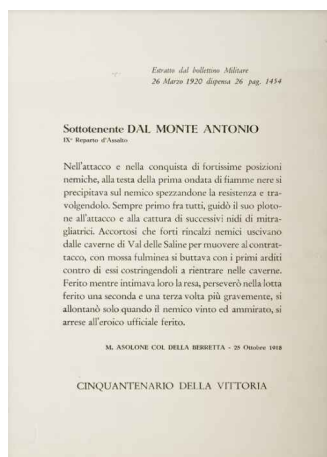 Estratto dal bollettino Militare
26 Marzo 1920 dispensa 26 pag. 1434
Sottotenente DAL MONTE ANTONIO
IXº Reparto d'Assalto
Nell'attacco e nella conquista di fortissime posizioni
nemiche, alla testa della prima ondata di fiamme nere si
precipitava sul nemico spezzandone la resistenza e tra-
volgendolo. Sempre primo fra tutti, guidò il suo ploto-
ne all'attacco e alla cattura di successivi nidi di mitra-
gliatrici. Accortosi che forti rincalzi nemici uscivano
dalle caverne di Val delle Saline per muovere al contrat-
tacco, con mossa fulminea si buttava con i primi arditi
contro di essi costringendoli a rientrare nelle caverne.
Ferito mentre intimava loro la resa, perseverò nella lotta
ferito una seconda e una terza volta più gravemente, si
allontanò solo quando il nemico vinto ed ammirato, si
arrese all'eroico ufficiale ferito.
M. ASOLONE COL DELLA BERRETTA - 25 Ottobre 1918
CINQUANTENARIO DELLA VITTORIA